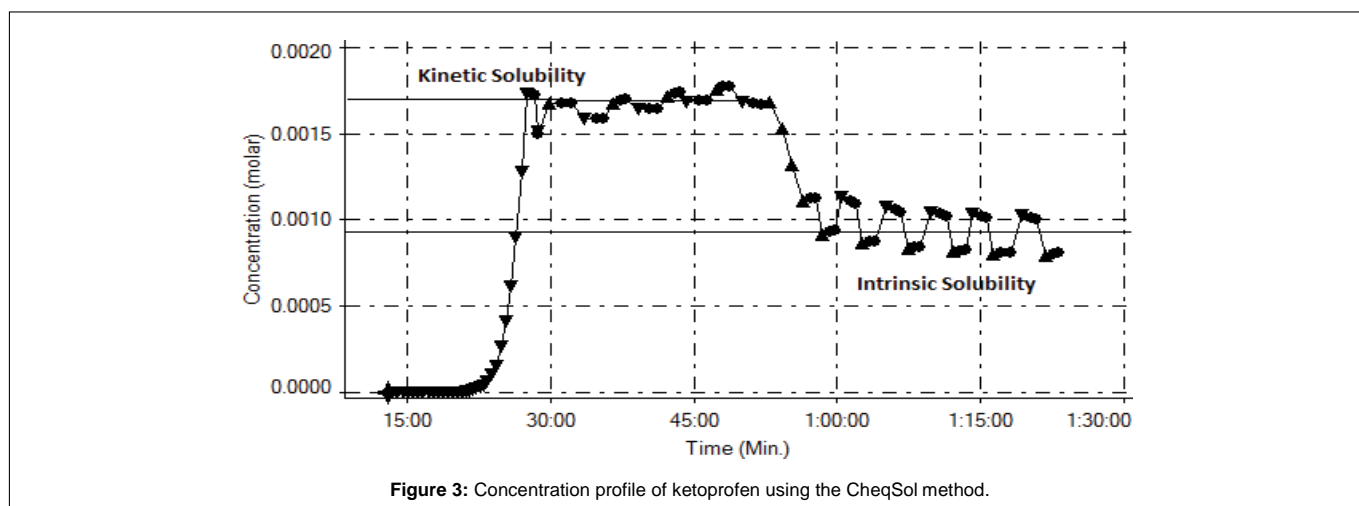 0.0020
Kinetic Solubility
0.0015
0.0010
0.0005
0.0000
Concentration (molar)
Intrinsic Solubility
15:00 30:00 45:00 1:00:00 1:15:00 1:30:00
Time (Min.)
Figure 3: Concentration profile of ketoprofen using the CheqSol method.